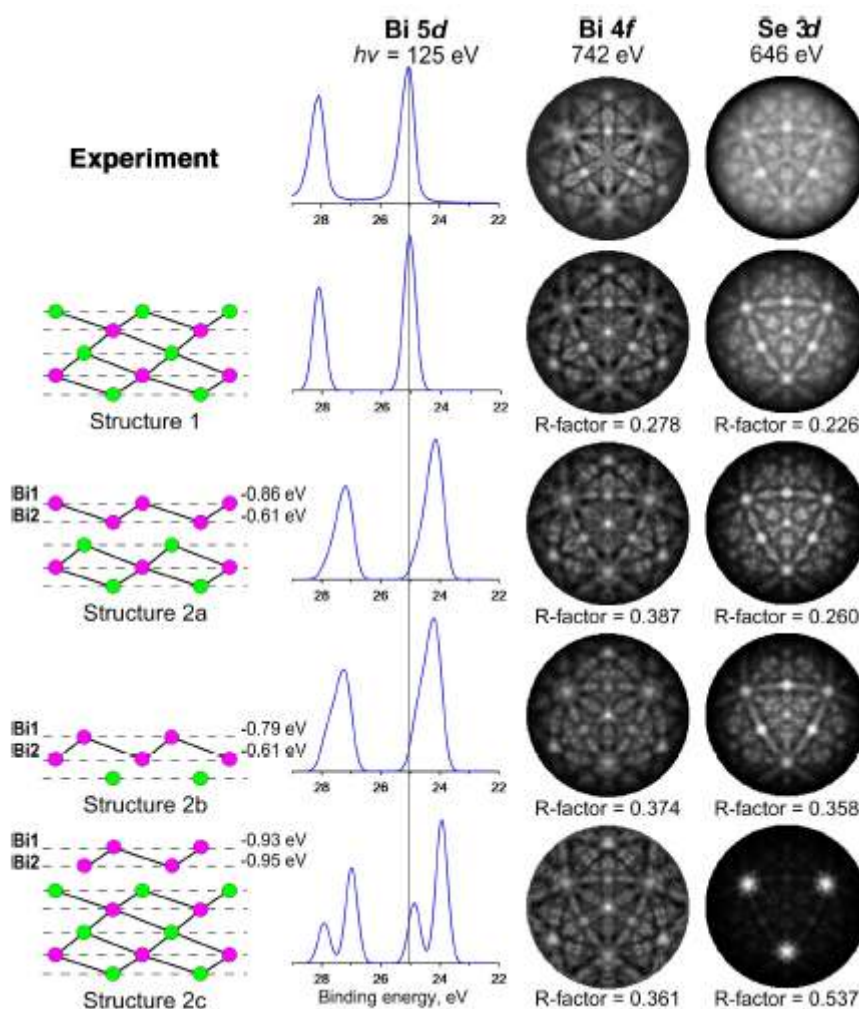 Bi 5d Bi 4f Se 3d
hν = 125 eV 742 eV 646 eV
Experiment
28 26 24 22
28 26 24 22
Structure 1
R-factor = 0.278 R-factor = 0.226
Bi1 -0.86 eV
Bi2 -0.61 eV
28 26 24 22
Structure 2a
R-factor = 0.387 R-factor = 0.260
Bi1 -0.79 eV
Bi2 -0.61 eV
28 26 24 22
Structure 2b
R-factor = 0.374 R-factor = 0.358
Bi1 -0.93 eV
Bi2 -0.95 eV
28 26 24 22
Structure 2c
Binding energy, eV
R-factor = 0.361 R-factor = 0.537